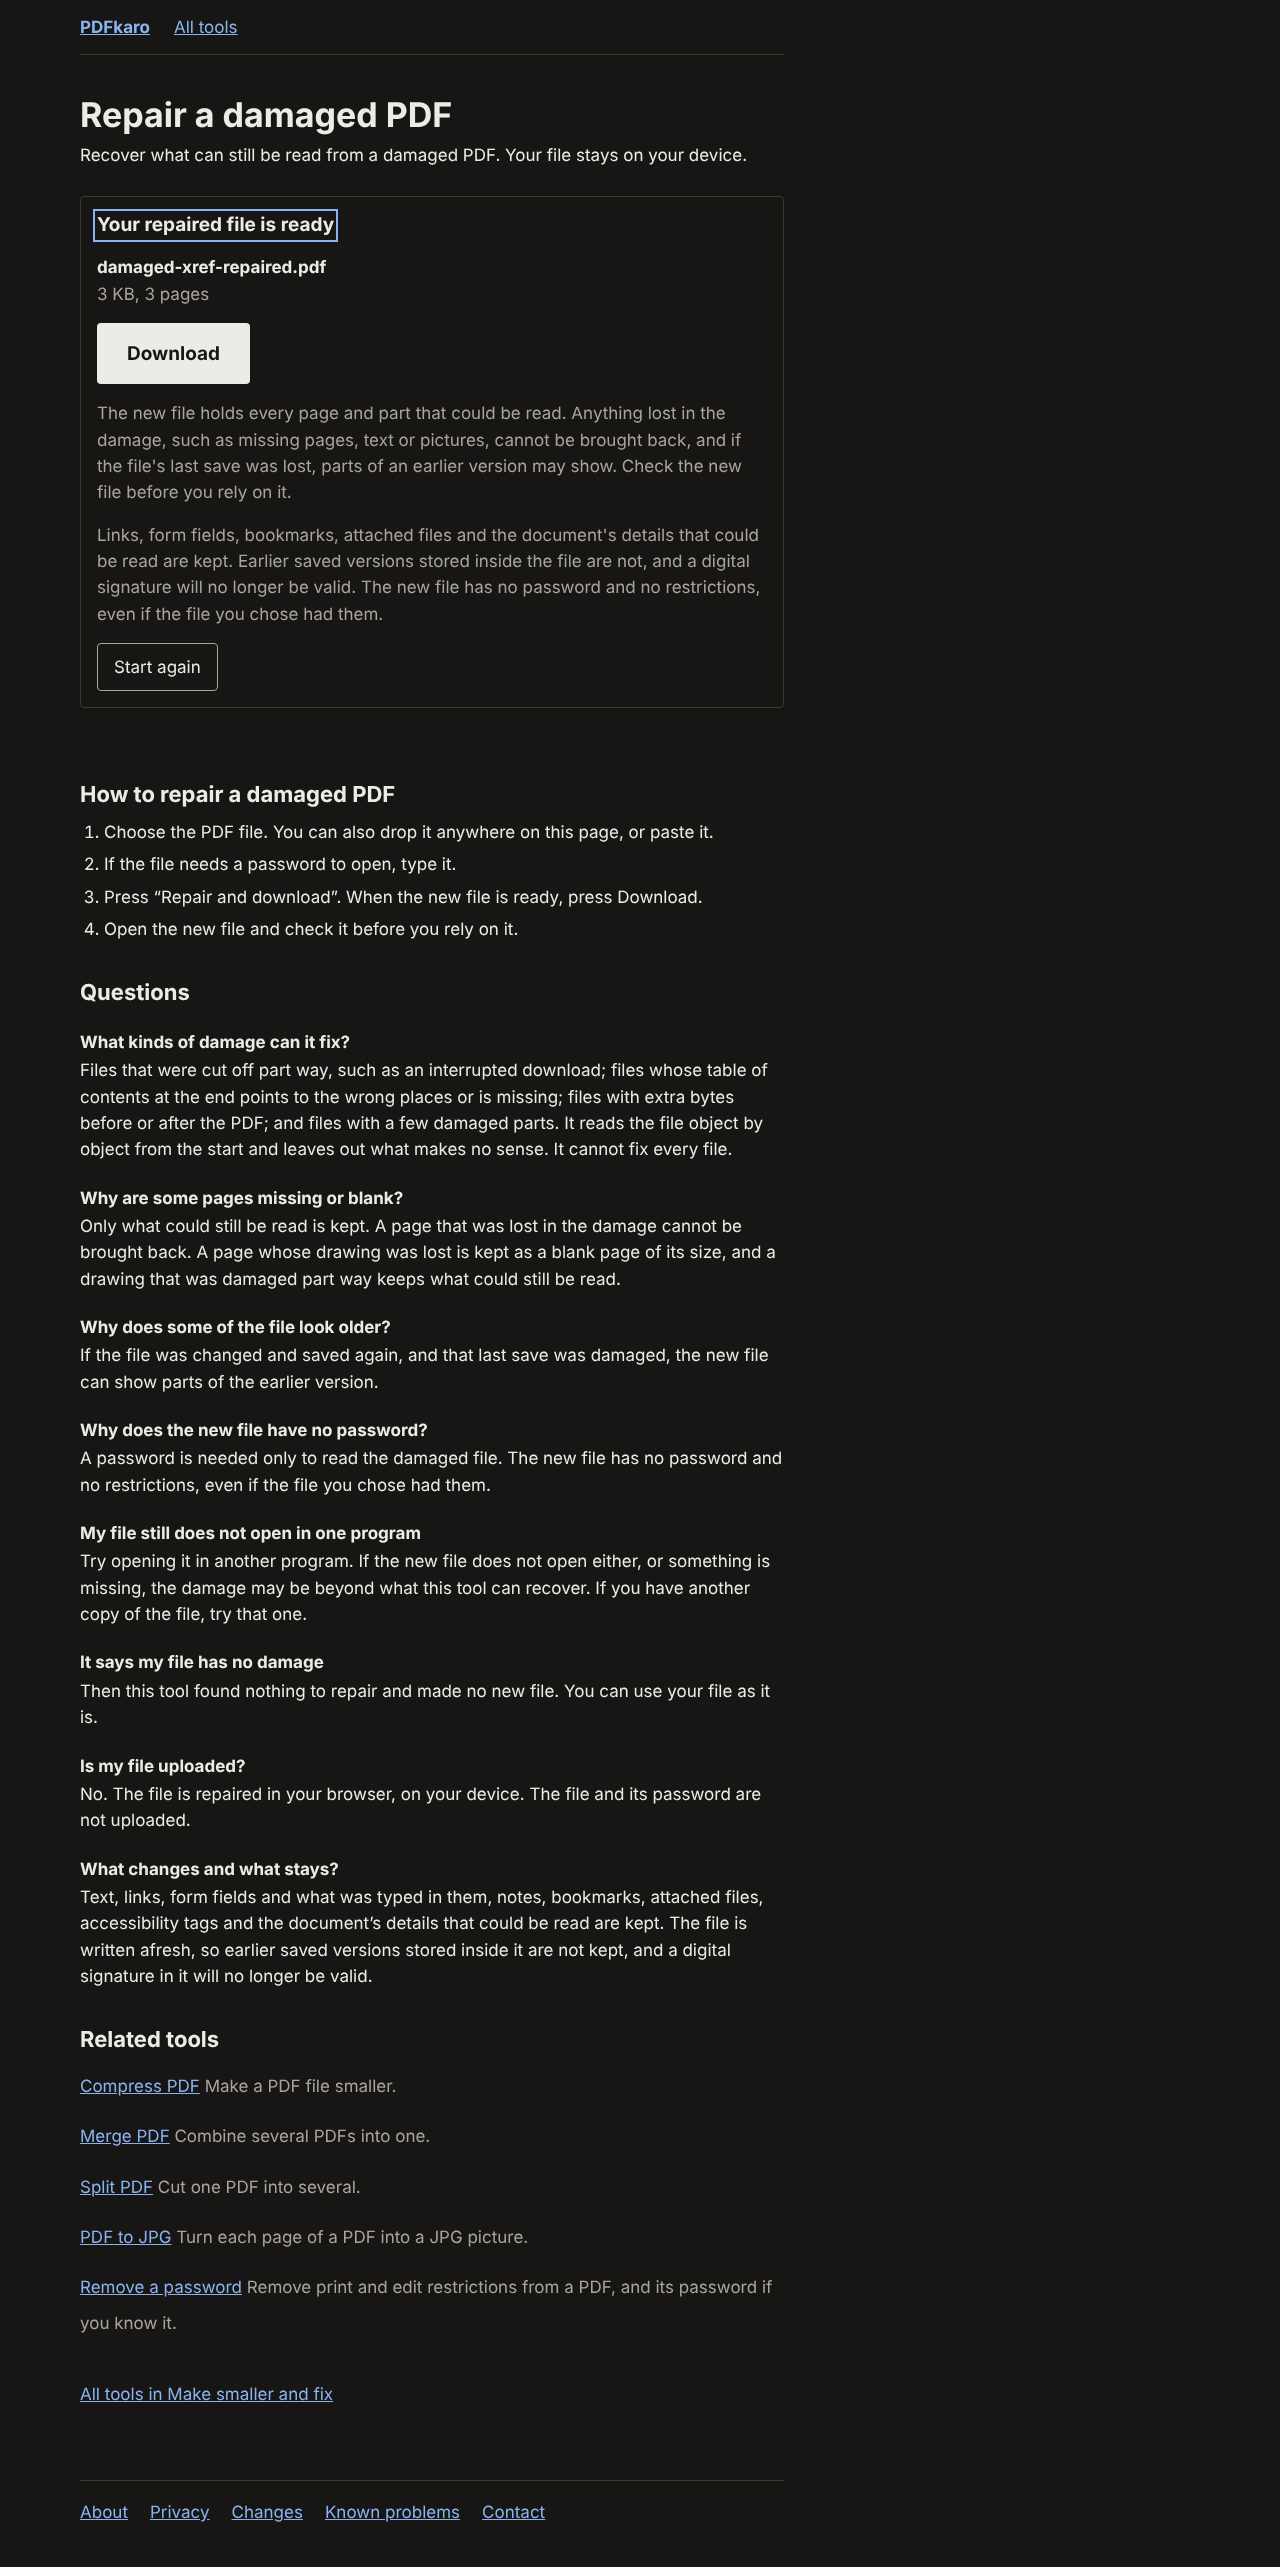 PDFkaro All tools
Repair a damaged PDF
Recover what can still be read from a damaged PDF. Your file stays on your device.
Your repaired file is ready
damaged-xref-repaired.pdf
3 KB, 3 pages
Download
The new file holds every page and part that could be read. Anything lost in the
damage, such as missing pages, text or pictures, cannot be brought back, and if
the file's last save was lost, parts of an earlier version may show. Check the new
file before you rely on it.
Links, form fields, bookmarks, attached files and the document's details that could
be read are kept. Earlier saved versions stored inside the file are not, and a digital
signature will no longer be valid. The new file has no password and no restrictions,
even if the file you chose had them.
Start again
How to repair a damaged PDF
1. Choose the PDF file. You can also drop it anywhere on this page, or paste it.
2. If the file needs a password to open, type it.
3. Press “Repair and download”. When the new file is ready, press Download.
4. Open the new file and check it before you rely on it.
Questions
What kinds of damage can it fix?
Files that were cut off part way, such as an interrupted download; files whose table of
contents at the end points to the wrong places or is missing; files with extra bytes
before or after the PDF; and files with a few damaged parts. It reads the file object by
object from the start and leaves out what makes no sense. It cannot fix every file.
Why are some pages missing or blank?
Only what could still be read is kept. A page that was lost in the damage cannot be
brought back. A page whose drawing was lost is kept as a blank page of its size, and a
drawing that was damaged part way keeps what could still be read.
Why does some of the file look older?
If the file was changed and saved again, and that last save was damaged, the new file
can show parts of the earlier version.
Why does the new file have no password?
A password is needed only to read the damaged file. The new file has no password and
no restrictions, even if the file you chose had them.
My file still does not open in one program
Try opening it in another program. If the new file does not open either, or something is
missing, the damage may be beyond what this tool can recover. If you have another
copy of the file, try that one.
It says my file has no damage
Then this tool found nothing to repair and made no new file. You can use your file as it
is.
Is my file uploaded?
No. The file is repaired in your browser, on your device. The file and its password are
not uploaded.
What changes and what stays?
Text, links, form fields and what was typed in them, notes, bookmarks, attached files,
accessibility tags and the document’s details that could be read are kept. The file is
written afresh, so earlier saved versions stored inside it are not kept, and a digital
signature in it will no longer be valid.
Related tools
Compress PDF Make a PDF file smaller.
Merge PDF Combine several PDFs into one.
Split PDF Cut one PDF into several.
PDF to JPG Turn each page of a PDF into a JPG picture.
Remove a password Remove print and edit restrictions from a PDF, and its password if
you know it.
All tools in Make smaller and fix
About Privacy Changes Known problems Contact